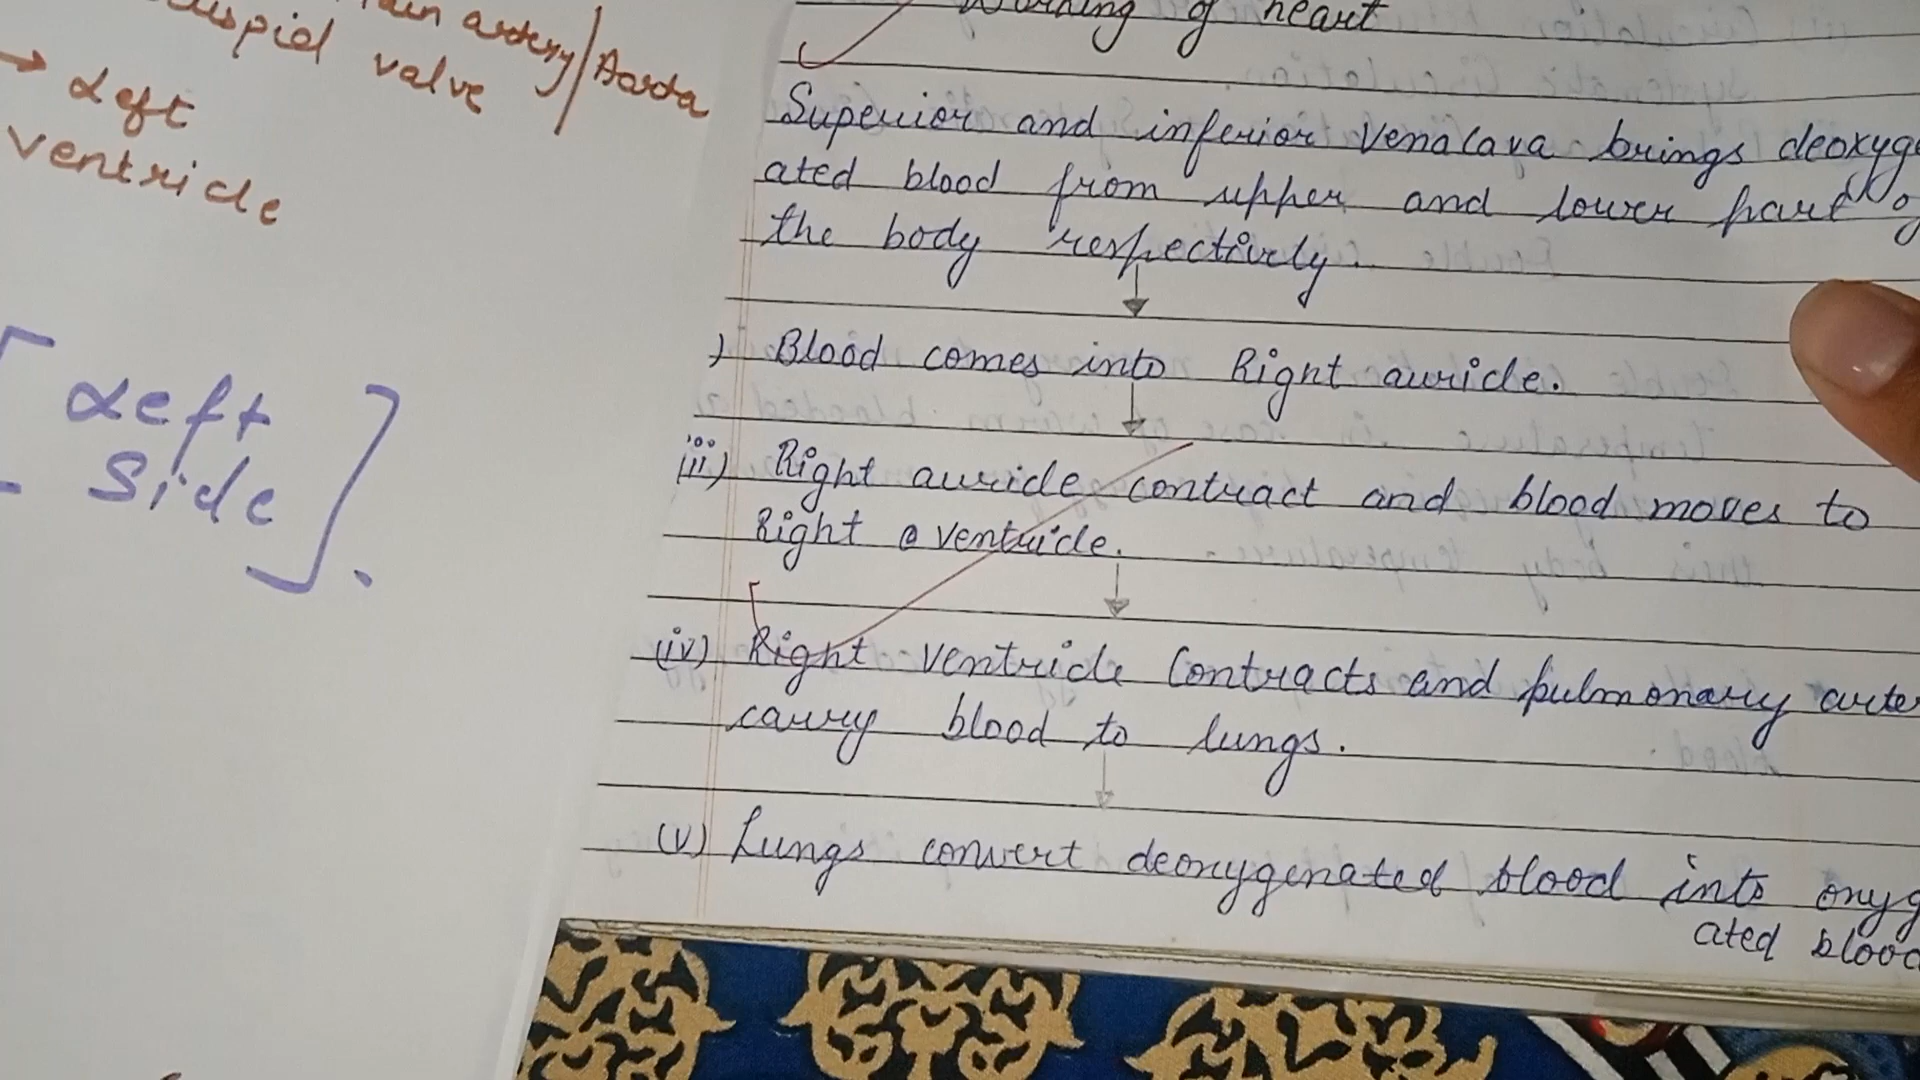 artery/Aorta
valve
→ Left
ventricle
[Left
Side].
Working of heart
Superior and inferior Venacava brings deoxyge
ated blood from upper and lower part of
the body respectively.
) Blood comes into Right auricle.
iii) Right auricle contract and blood moves to
Right ventricle.
(iv) Right ventricle Contracts and pulmonary arte
carry blood to lungs.
(v) Lungs convert deoxygenated blood into oxyg
ated blood